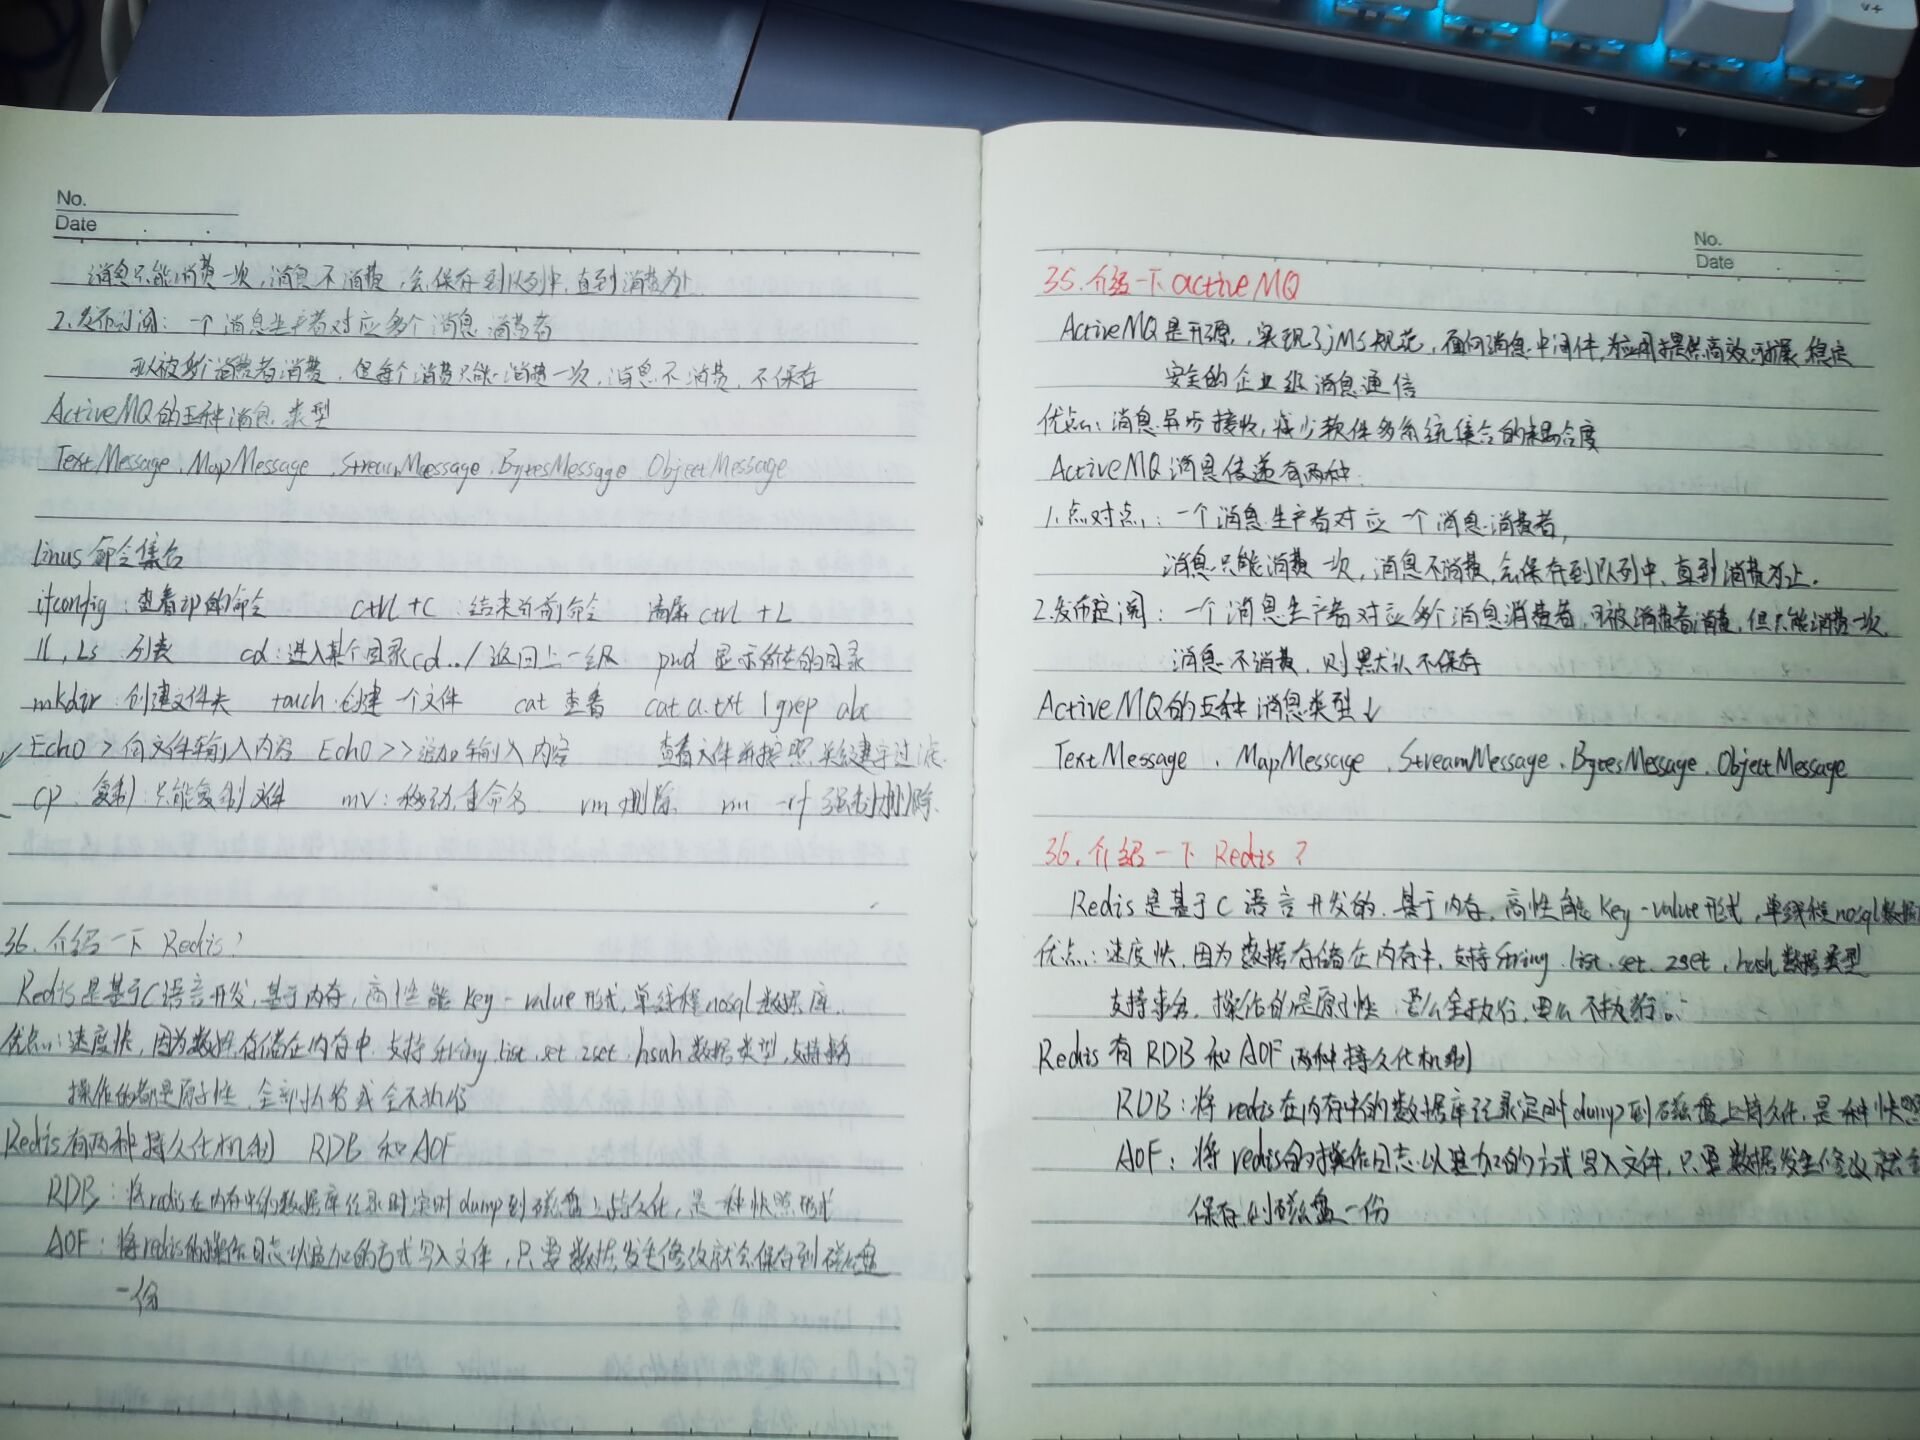 No.
Date
消息只能消费一次,消息不消费,会保存到队列中,直到消费为止.
2.发布订阅: 一个消息生产者对应多个消息消费者
可以被多个消费者消费,但每个消费只能消费一次,消息不消费,不保存
ActiveMQ的五种消息类型
TextMessage、MapMessage、StreamMeessage、BytesMessage、ObjectMessage
linus命令集合
ifconfig:查看ip的命令 ctrl+C:结束当前命令 清屏 ctrl+L
ll,Ls 列表 cd:进入某个目录 cd../返回上一级 pwd 显示所在的目录
mkdir:创建文件夹 touch:创建一个文件 cat 查看 cat a.txt | grep abc
Echo > 向文件输入内容 Echo >>追加输入内容 查看文件并按照关键字过滤.
cp:复制:只能复制文件 mv:移动,重命名 rm 删除 rm -rf 强制删除.
36.介绍一下 Redis?
Redis是基于C语言开发,基于内存,高性能 key-value形式,单线程nosql数据库.
优点:速度快,因为数据存储在内存中.支持String.list.set.zset.hsuh数据类型,支持事务
操作的都是原子性,全部执行或全不执行
Redis有两种持久化机制 RDB 和 AOF
RDB:将redis在内存中的数据库记录时定时dump到磁盘上持久化,是一种快照形式
AOF:将redis的操作日志以追加的方式写入文件,只要数据发生修改就会保存到磁盘
一份
No.
Date
35.介绍一下activeMQ
ActiveMQ是开源,实现了jMS规范,面向消息中间件,为应用提供高效可扩展 稳定
安全的企业级消息通信
优点:消息异步接收,减少软件多系统集合的耦合度
ActiveMQ消息传递有两种:
1.点对点:一个消息生产者对应一个消息消费者,
消息只能消费一次,消息不消费,会保存到队列中,直到消费为止.
2.发布订阅:一个消息生产者对应多个消息消费者,可被消费者消费,但只能消费一次.
消息不消费,则默认不保存
ActiveMQ的五种消息类型↓
TextMessage、MapMessage、StreamMessage、BytesMessage、ObjectMessage
36.介绍一下 Redis?
Redis是基于C语言开发的.基于内存,高性能key-value形式,单线程nosql数据
优点:速度快.因为数据存储在内存中,支持string.list.set.zset.hush数据类型
支持事务,操作的是原子性 要么全执行,要么不执行.
Redis有RDB和AOF两种持久化机制
RDB:将redis在内存中的数据库记录定时dump到磁盘上持久化,是一种快照
AOF:将redis的操作日志以追加的方式写入文件,只要数据发生修改就会
保存到磁盘一份